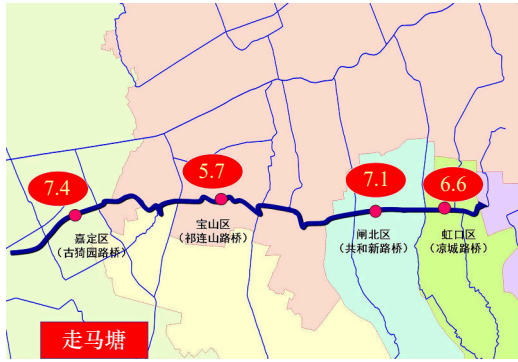 7.4
5.7
7.1
6.6
嘉定区
（古猗园路桥）
宝山区
（祁连山路桥）
闸北区
（共和新路桥）
虹口区
（凉城路桥）
走马塘